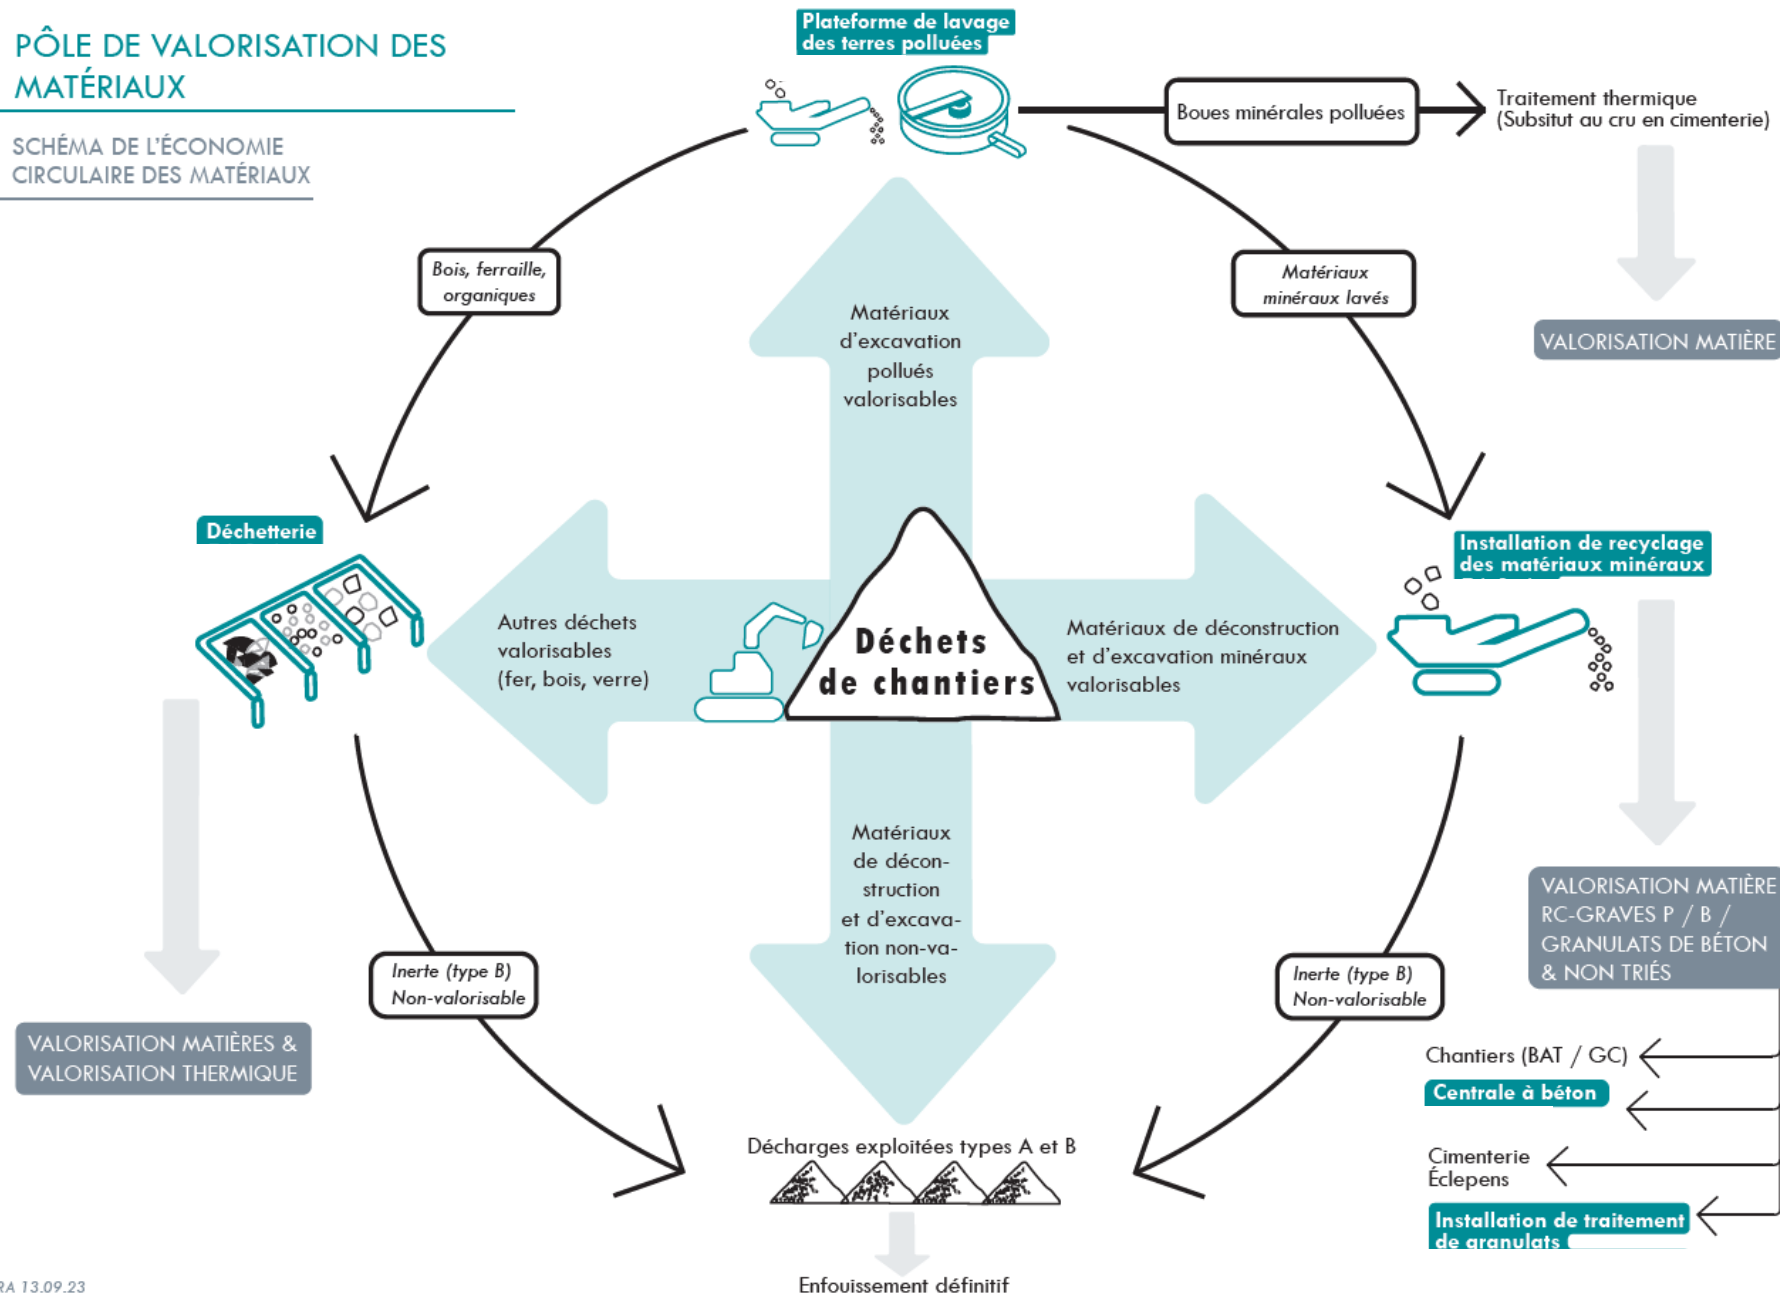 PÔLE DE VALORISATION DES
MATÉRIAUX
SCHÉMA DE L'ÉCONOMIE
CIRCULAIRE DES MATÉRIAUX
Plateforme de lavage
des terres polluées
Boues minérales polluées
Traitement thermique
(Subsitut au cru en cimenterie)
VALORISATION MATIÈRE
Bois, ferraille,
organiques
Matériaux
minéraux lavés
Matériaux
d'excavation
pollués
valorisables
Déchetterie
Installation de recyclage
des matériaux minéraux
Autres déchets
valorisables
(fer, bois, verre)
Déchets
de chantiers
Matériaux de déconstruction
et d'excavation minéraux
valorisables
Matériaux
de décon-
struction
et d'excava-
tion non-va-
lorisables
VALORISATION MATIÈRE
RC-GRAVES P / B /
GRANULATS DE BÉTON
& NON TRIÉS
Inerte (type B)
Non-valorisable
Inerte (type B)
Non-valorisable
VALORISATION MATIÈRES &
VALORISATION THERMIQUE
Chantiers (BAT / GC)
Centrale à béton
Cimenterie
Éclepens
Installation de traitement
de granulats
Décharges exploitées types A et B
Enfouissement définitif
RA 13.09.23